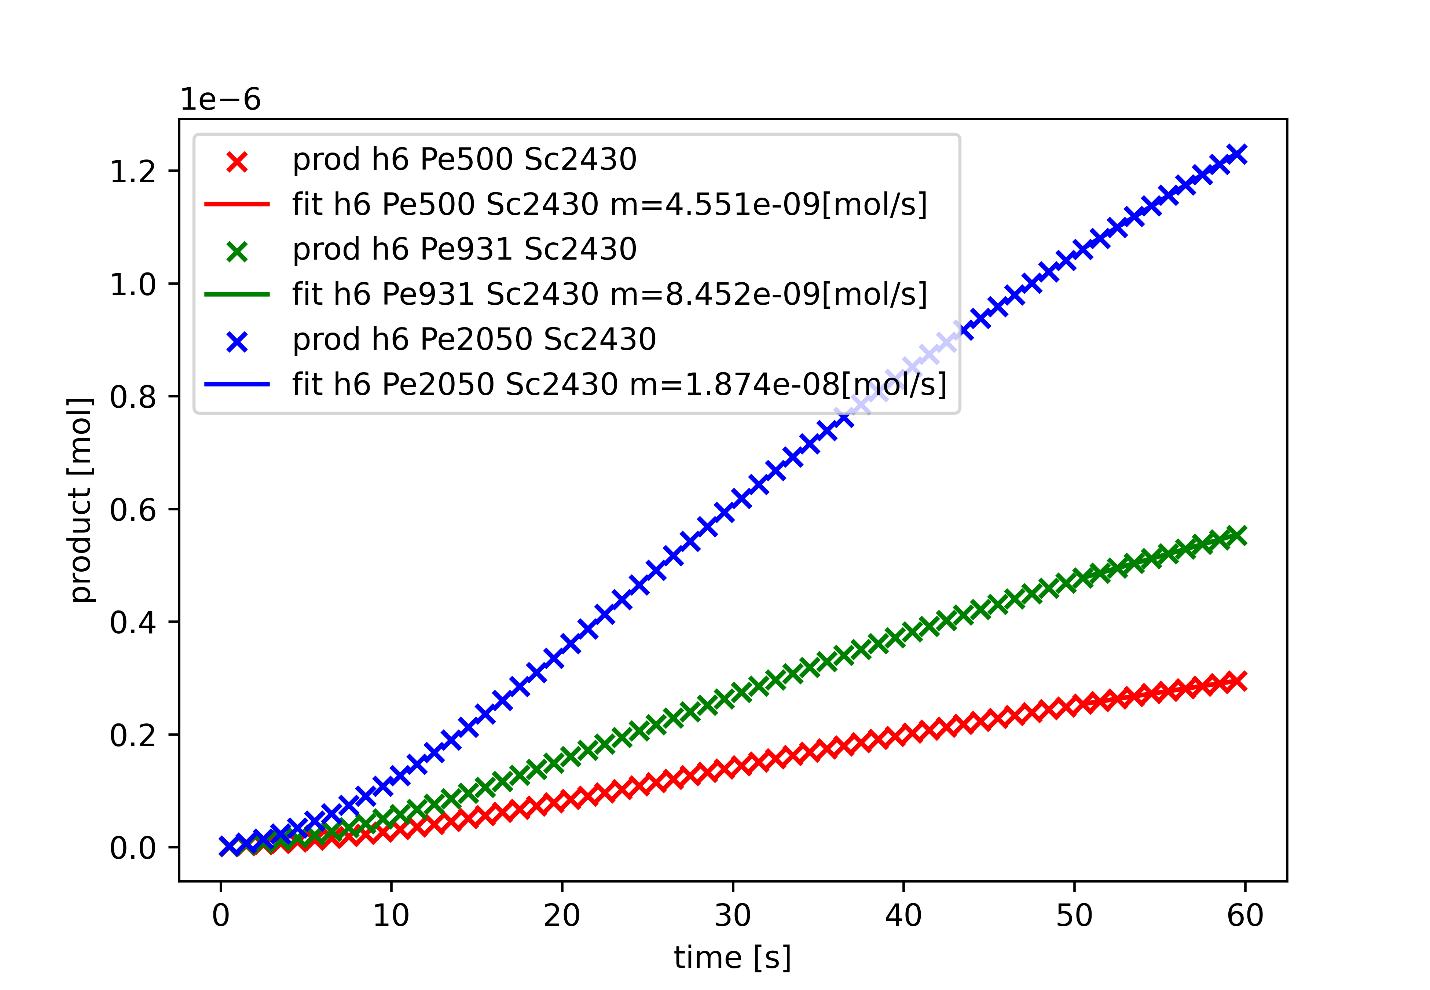 1e−6
prod h6 Pe500 Sc2430
fit h6 Pe500 Sc2430 m=4.551e-09[mol/s]
prod h6 Pe931 Sc2430
fit h6 Pe931 Sc2430 m=8.452e-09[mol/s]
prod h6 Pe2050 Sc2430
fit h6 Pe2050 Sc2430 m=1.874e-08[mol/s]
1.2
1.0
0.8
0.6
0.4
0.2
0.0
product [mol]
0 10 20 30 40 50 60
time [s]